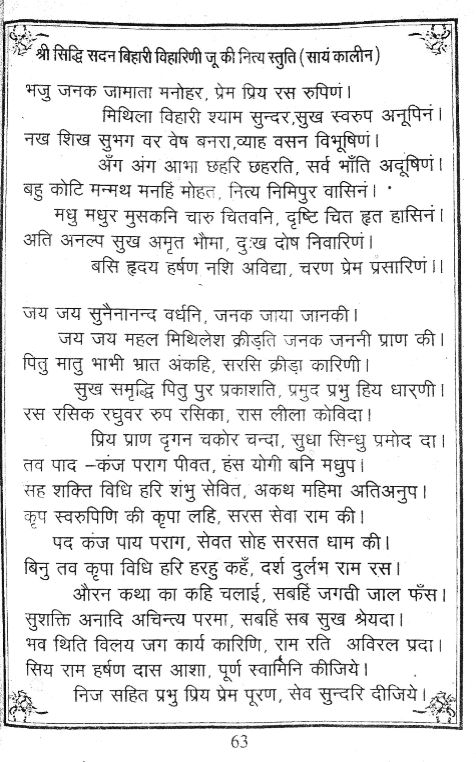 श्री सिद्धि सदन बिहारी विहारिणी जू की नित्य स्तुति (सायं कालीन)
भजु जनक जामाता मनोहर, प्रेम प्रिय रस रुपिणं।
मिथिला विहारी श्याम सुन्दर,सुख स्वरुप अनूपिनं।
नख शिख सुभग वर वेष बनरा,व्याह वसन विभूषिणं।
अँग अंग आभा छहरि छहरति, सर्व भाँति अदूषिणं।
बहु कोटि मन्मथ मनहिं मोहत, नित्य निमिपुर वासिनं।
मधु मधुर मुसकनि चारु चितवनि, दृष्टि चित हृत हासिनं।
अति अनल्प सुख अमृत भौमा, दुःख दोष निवारिणं।
बसि हृदय हर्षण नशि अविद्या, चरण प्रेम प्रसारिणं।।
जय जय सुनैनानन्द वर्धनि, जनक जाया जानकी।
जय जय महल मिथिलेश क्रीड़ति जनक जननी प्राण की।
पितु मातु भाभी भ्रात अंकहि, सरसि क्रीड़ा कारिणी।
सुख समृद्धि पितु पुर प्रकाशति, प्रमुद प्रभु हिय धारणी।
रस रसिक रघुवर रुप रसिका, रास लीला कोविदा।
प्रिय प्राण दृगन चकोर चन्दा, सुधा सिन्धु प्रमोद दा।
तव पाद –कंज पराग पीवत, हंस योगी बनि मधुप।
सह शक्ति विधि हरि शंभु सेवित, अकथ महिमा अतिअनुप।
कृप स्वरुपिणि की कृपा लहि, सरस सेवा राम की।
पद कंज पाय पराग, सेवत सोह सरसत धाम की।
बिनु तव कृपा विधि हरि हरहु कहँ, दर्श दुर्लभ राम रस।
औरन कथा का कहि चलाई, सबहिं जगवी जाल फँस।
सुशक्ति अनादि अचिन्त्य परमा, सबहिं सब सुख श्रेयदा।
भव थिति विलय जग कार्य कारिणि, राम रति अविरल प्रदा।
सिय राम हर्षण दास आशा, पूर्ण स्वामिनि कीजिये।
निज सहित प्रभु प्रिय प्रेम पूरण, सेव सुन्दरि दीजिये।
63